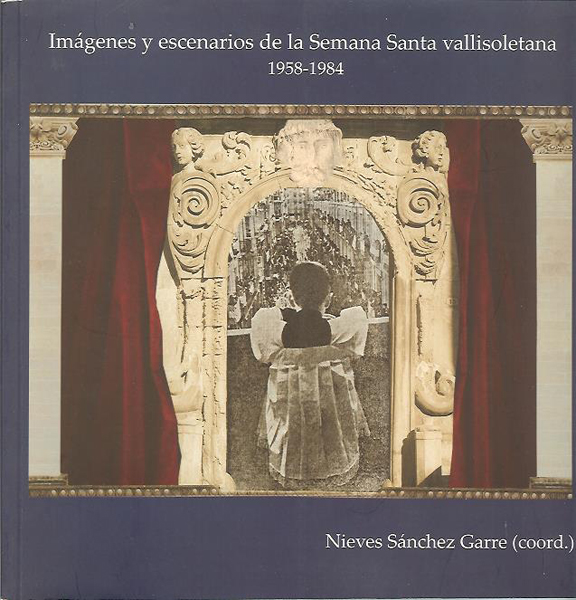 Imágenes y escenarios de la Semana Santa vallisoletana
1958-1984
Nieves Sánchez Garre (coord.)